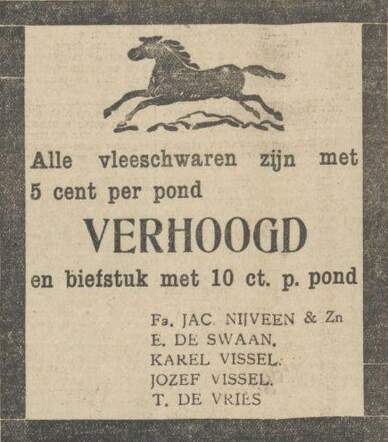 Alle vleeschwaren zijn met
5 cent per pond
VERHOOGD
en biefstuk met 10 ct. p. pond
Fa. JAC. NIJVEEN & Zn
E. DE SWAAN,
KAREL VISSEL,
JOZEF VISSEL,
T. DE VRIES